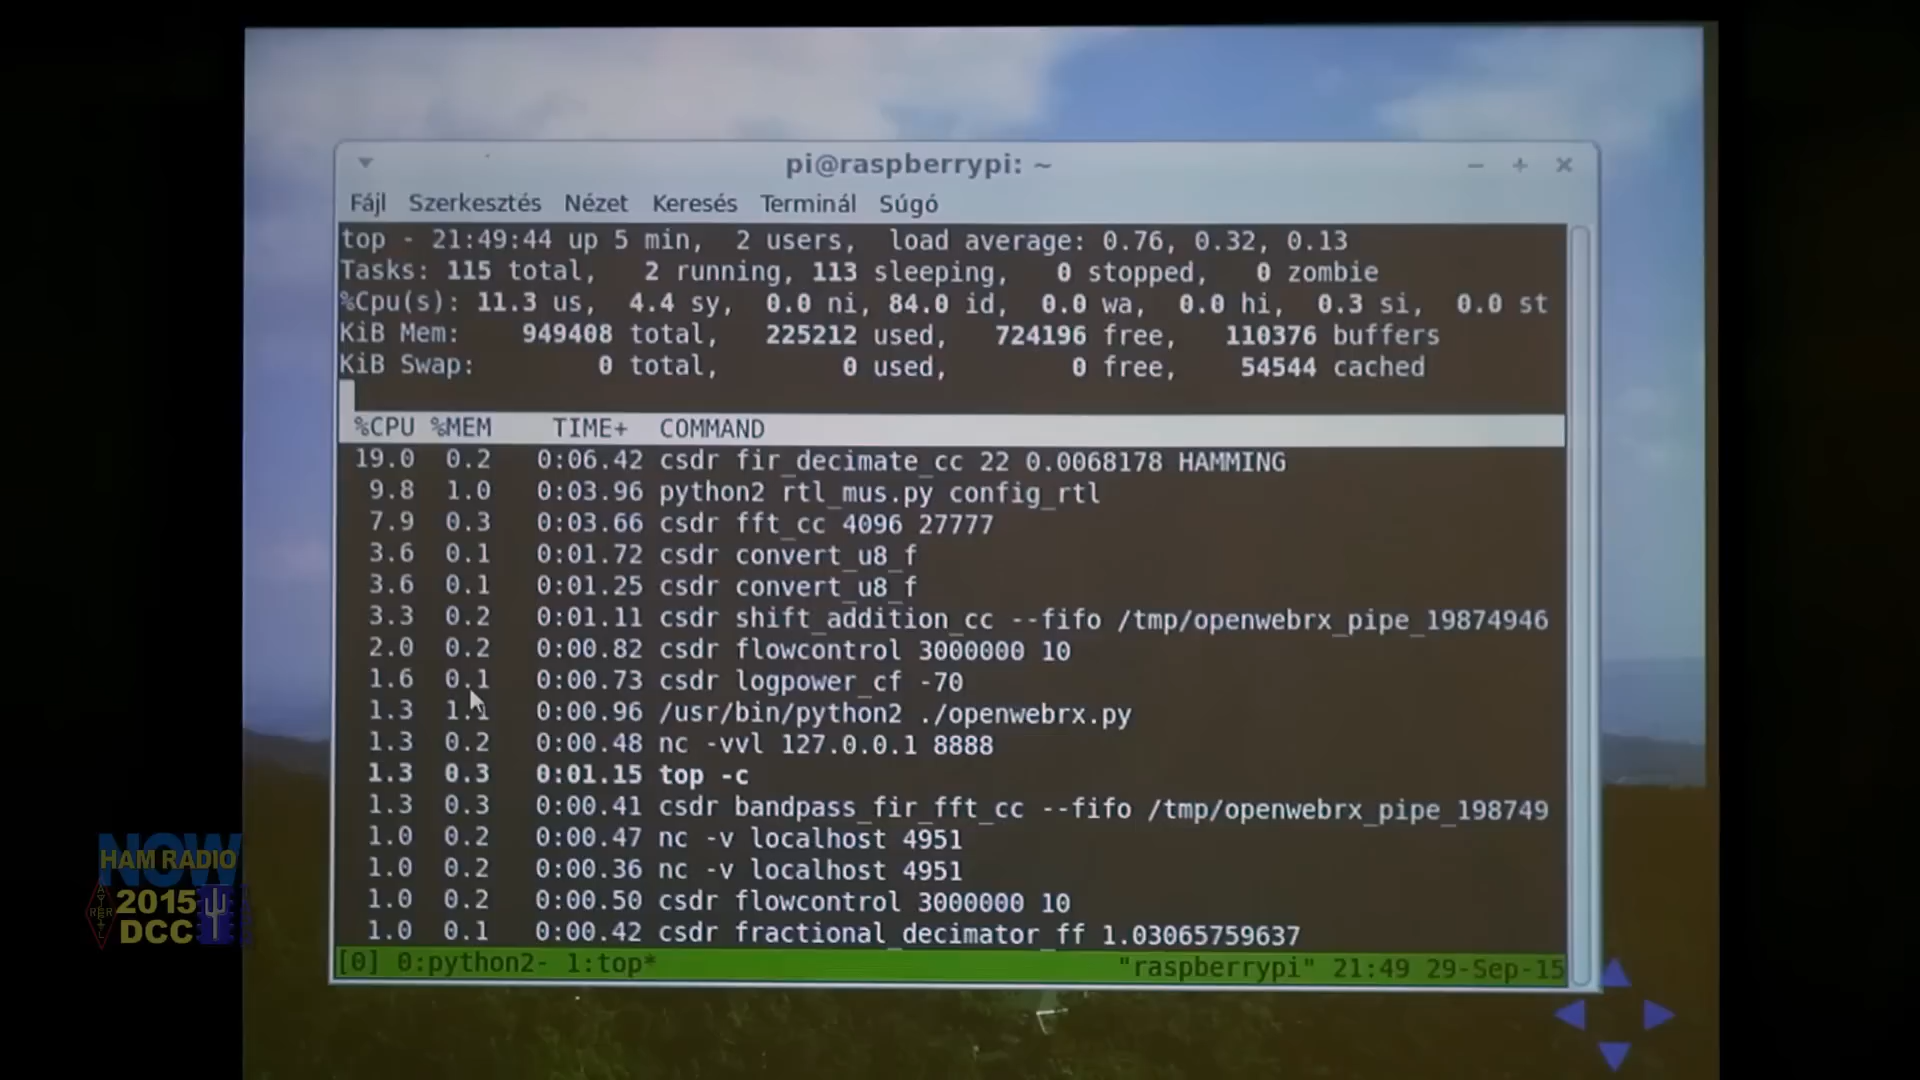 pi@raspberrypi: ~
Fájl Szerkesztés Nézet Keresés Terminál Súgó
top - 21:49:44 up 5 min, 2 users, load average: 0.76, 0.32, 0.13
Tasks: 115 total, 2 running, 113 sleeping, 0 stopped, 0 zombie
%Cpu(s): 11.3 us, 4.4 sy, 0.0 ni, 84.0 id, 0.0 wa, 0.0 hi, 0.3 si, 0.0 st
KiB Mem: 949408 total, 225212 used, 724196 free, 110376 buffers
KiB Swap: 0 total, 0 used, 0 free, 54544 cached
%CPU %MEM TIME+ COMMAND
19.0 0.2 0:06.42 csdr fir_decimate_cc 22 0.0068178 HAMMING
9.8 1.0 0:03.96 python2 rtl_mus.py config_rtl
7.9 0.3 0:03.66 csdr fft_cc 4096 27777
3.6 0.1 0:01.72 csdr convert_u8_f
3.6 0.1 0:01.25 csdr convert_u8_f
3.3 0.2 0:01.11 csdr shift_addition_cc --fifo /tmp/openwebrx_pipe_19874946
2.0 0.2 0:00.82 csdr flowcontrol 3000000 10
1.6 0.1 0:00.73 csdr logpower_cf -70
1.3 1.1 0:00.96 /usr/bin/python2 ./openwebrx.py
1.3 0.2 0:00.48 nc -vvl 127.0.0.1 8888
1.3 0.3 0:01.15 top -c
1.3 0.3 0:00.41 csdr bandpass_fir_fft_cc --fifo /tmp/openwebrx_pipe_198749
1.0 0.2 0:00.47 nc -v localhost 4951
1.0 0.2 0:00.36 nc -v localhost 4951
1.0 0.2 0:00.50 csdr flowcontrol 3000000 10
1.0 0.1 0:00.42 csdr fractional_decimator_ff 1.03065759637
[0] 0:python2- 1:top* "raspberrypi" 21:49 29-Sep-15
NOW
HAM RADIO
2015
DCC